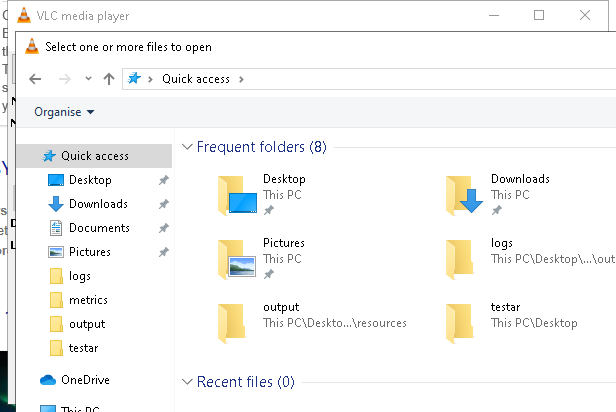 VLC media player
Select one or more files to open
Quick access
Organise
Quick access
Desktop
Downloads
Documents
Pictures
logs
metrics
output
testar
OneDrive
This PC
Frequent folders (8)
Desktop
This PC
Downloads
This PC
Pictures
This PC
logs
This PC\Desktop\...\out
output
This PC\Deskto...\resources
testar
This PC\Desktop
Recent files (0)